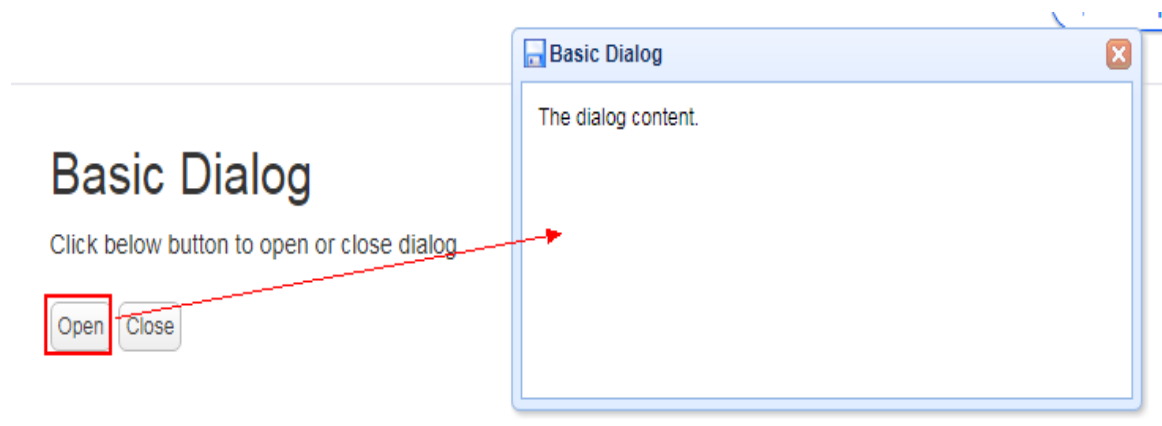 Basic Dialog
The dialog content.
Basic Dialog
Click below button to open or close dialog
Open Close